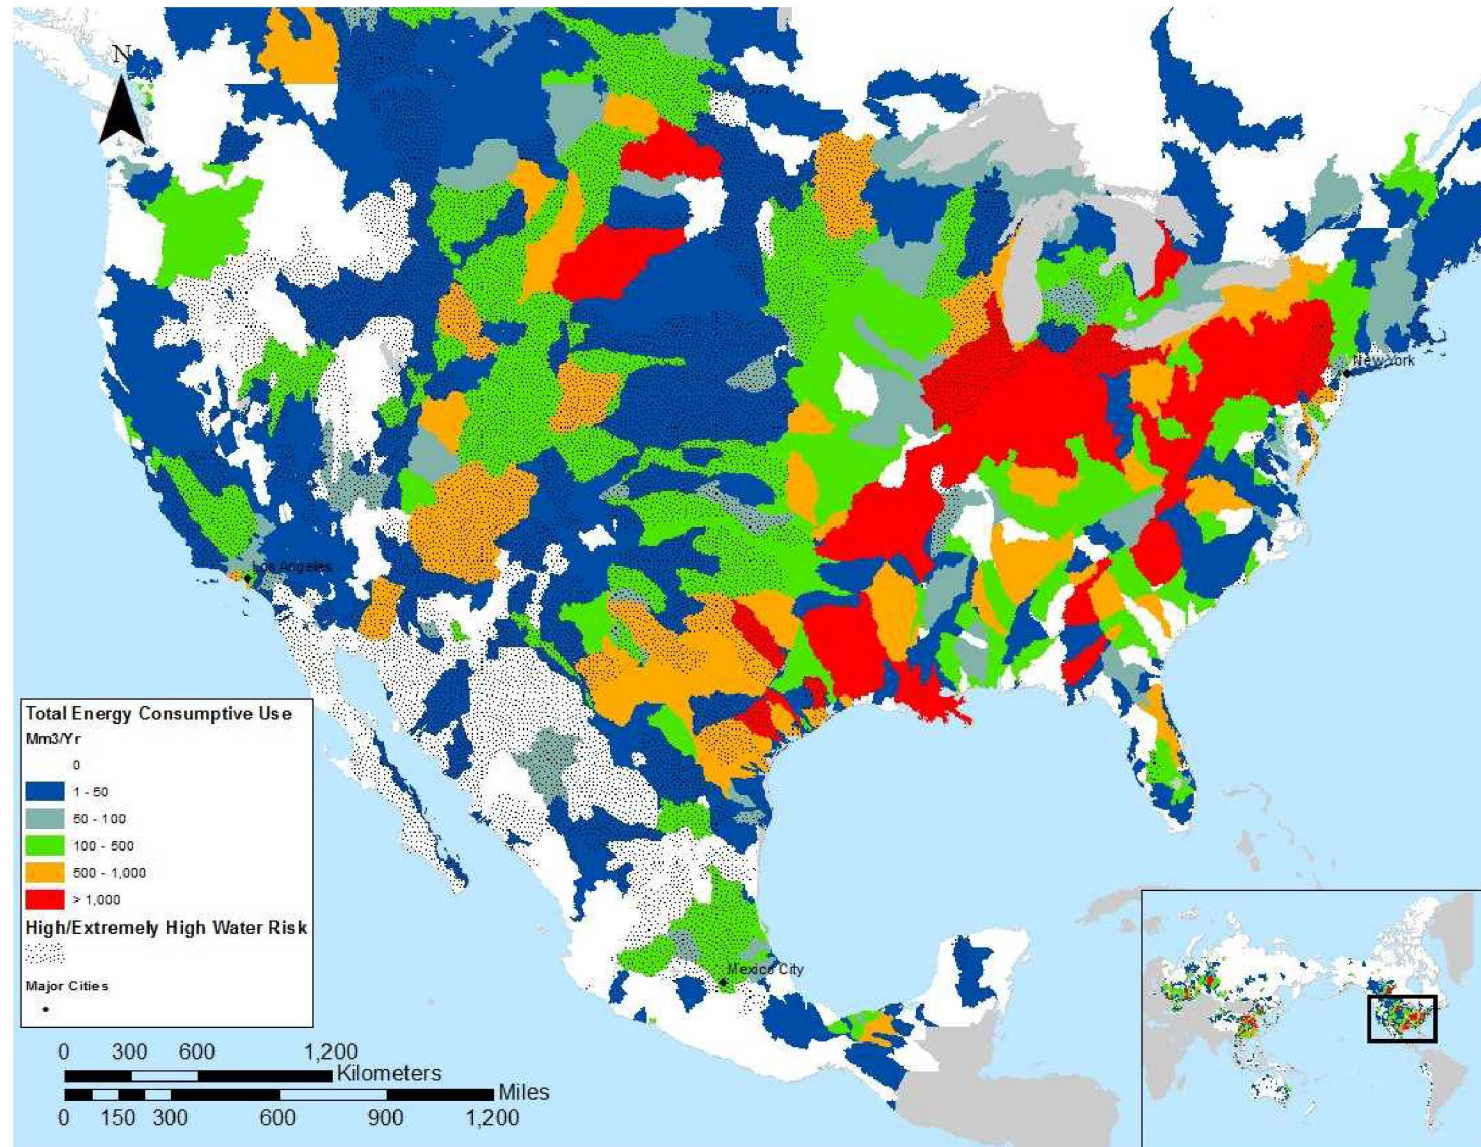 N
New York
Los Angeles
Total Energy Consumptive Use
Mm3/Yr
0
1 - 50
50 - 100
100 - 500
500 - 1,000
> 1,000
High/Extremely High Water Risk
Major Cities
Mexico City
0 300 600 1,200
Kilometers
Miles
0 150 300 600 900 1,200